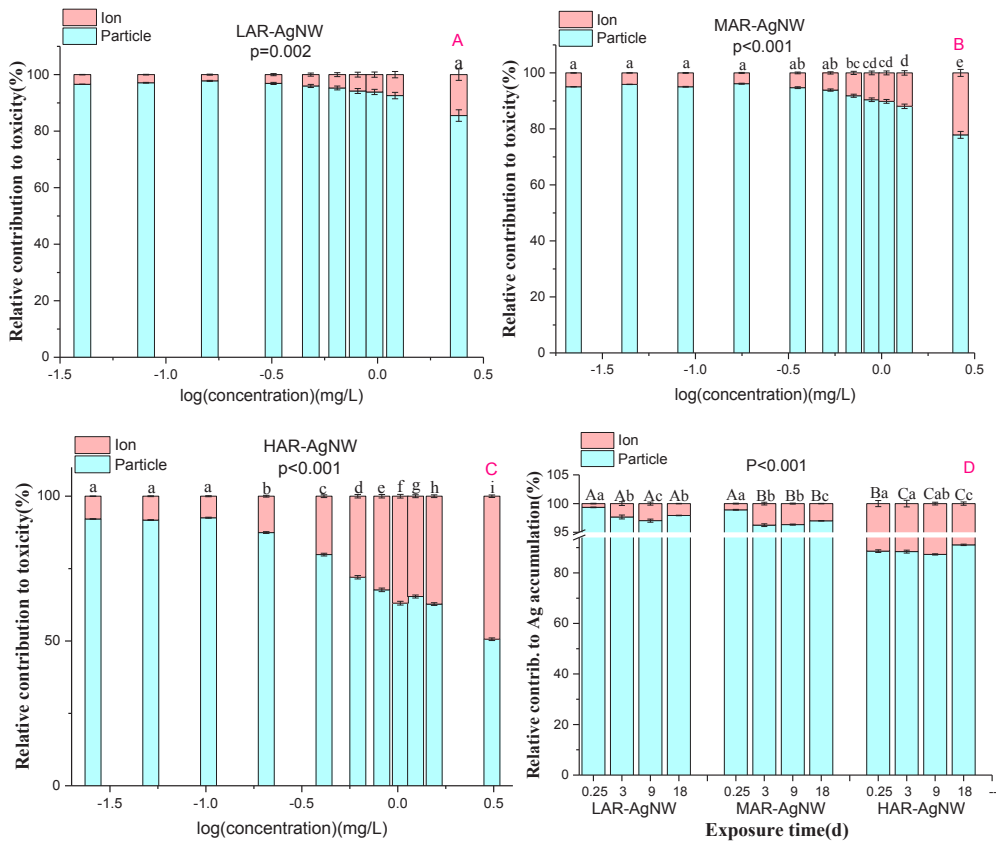 Ion
Particle
LAR-AgNW
p=0.002
A
a
Relative contribution to toxicity(%)
100
80
60
40
20
0
-1.5 -1.0 -0.5 0.0 0.5
log(concentration)(mg/L)
Ion
Particle
MAR-AgNW
p<0.001
B
a a a a ab ab bc cd cd d e
Relative contribution to toxicity(%)
100
80
60
40
20
0
-1.5 -1.0 -0.5 0.0 0.5
log(concentration)(mg/L)
Ion
Particle
HAR-AgNW
p<0.001
C
a a a b c d e f g h i
Relative contribution to toxicity(%)
100
50
0
-1.5 -1.0 -0.5 0.0 0.5
log(concentration)(mg/L)
Ion
Particle
P<0.001
D
Aa Ab Ac Ab Aa Bb Bb Bc Ba Ca Cab Cc
Relative contrib. to Ag accumulation(%)
105
100
95
80
60
40
20
0
0.25 3 9 18 0.25 3 9 18 0.25 3 9 18 --
LAR-AgNW MAR-AgNW HAR-AgNW
Exposure time(d)